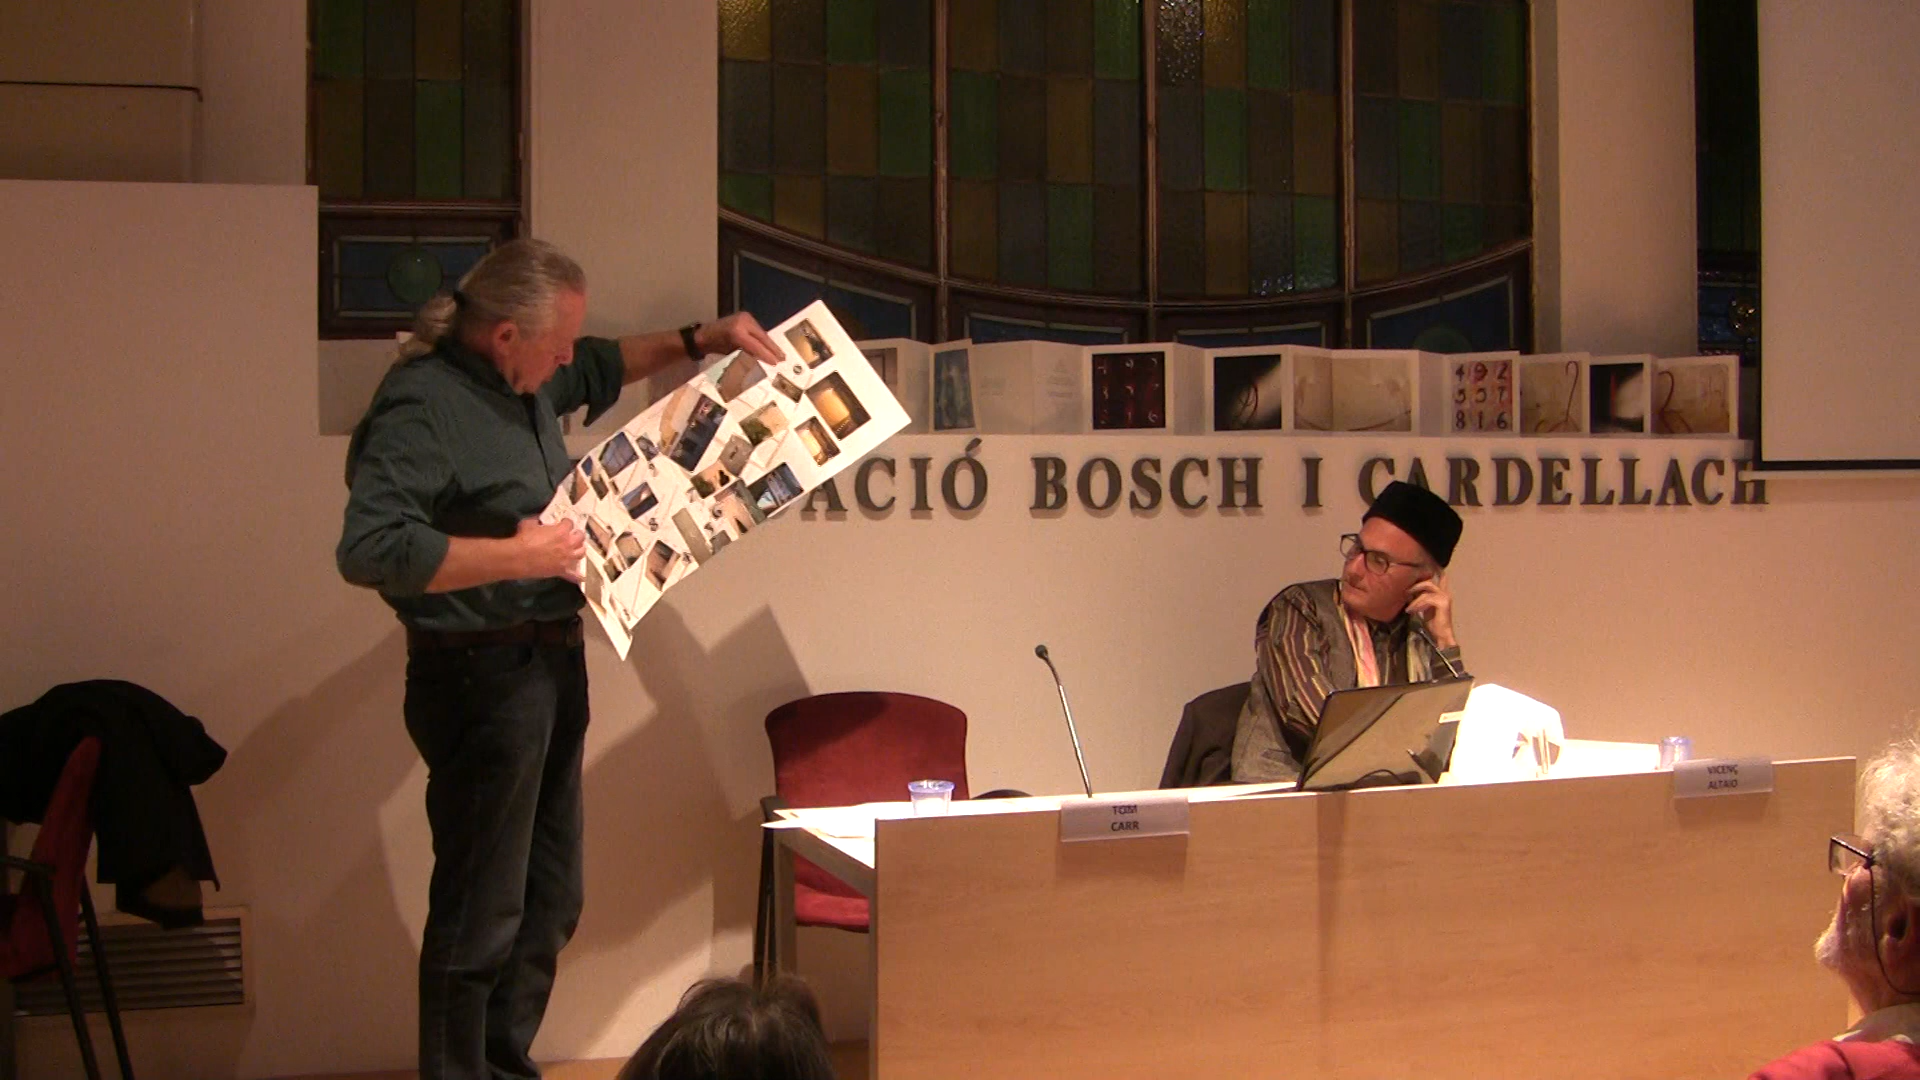 4 9 2
3 5 7
8 1 6
ACIÓ BOSCH I CARDELLACH
TOM
CARR
VICENÇ
ALTAIÓ